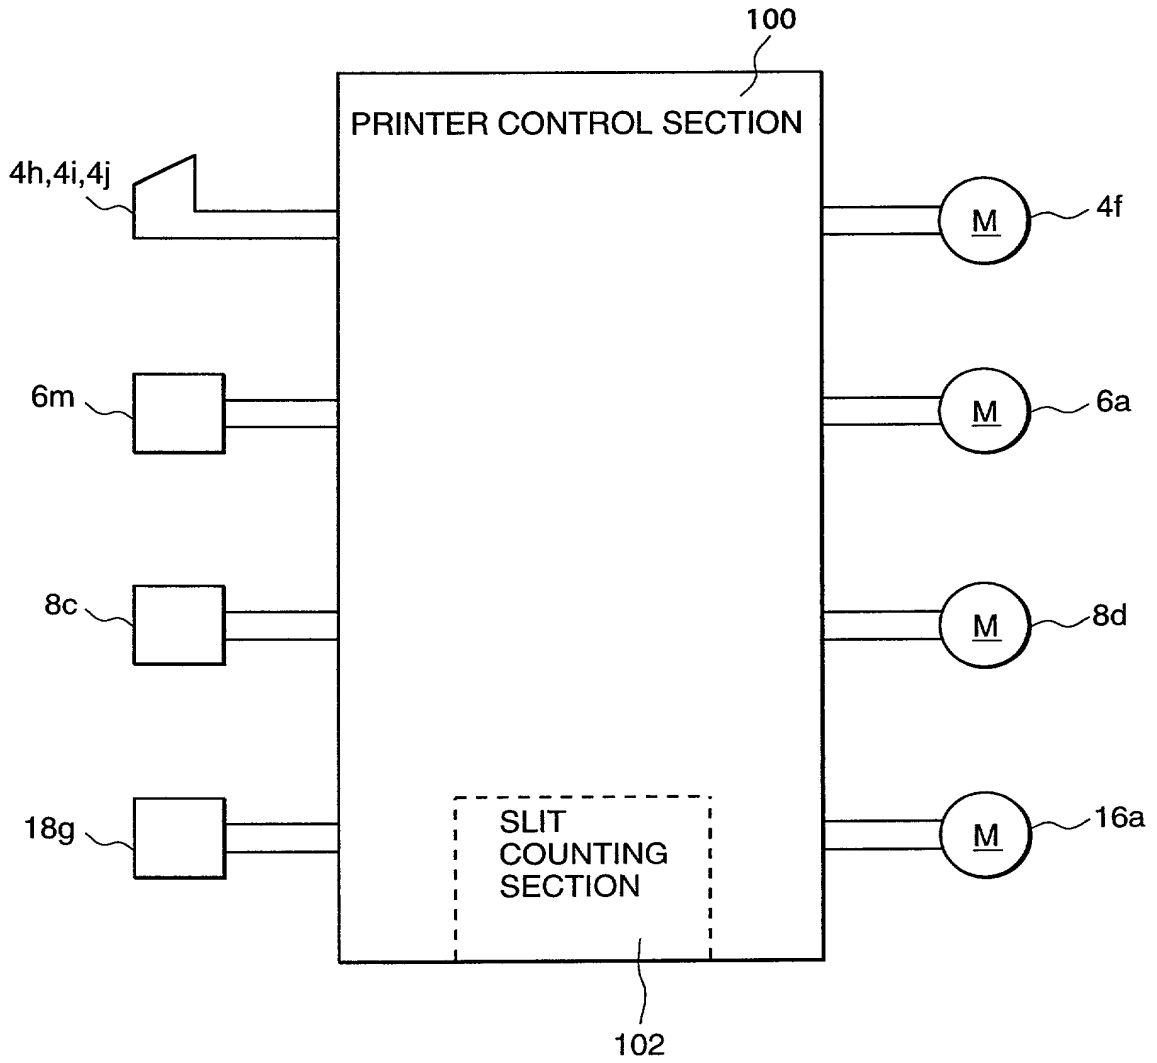 100
PRINTER CONTROL SECTION
4h,4i,4j
M
4f
6m
M
6a
8c
M
8d
18g
SLIT
COUNTING
SECTION
M
16a
102